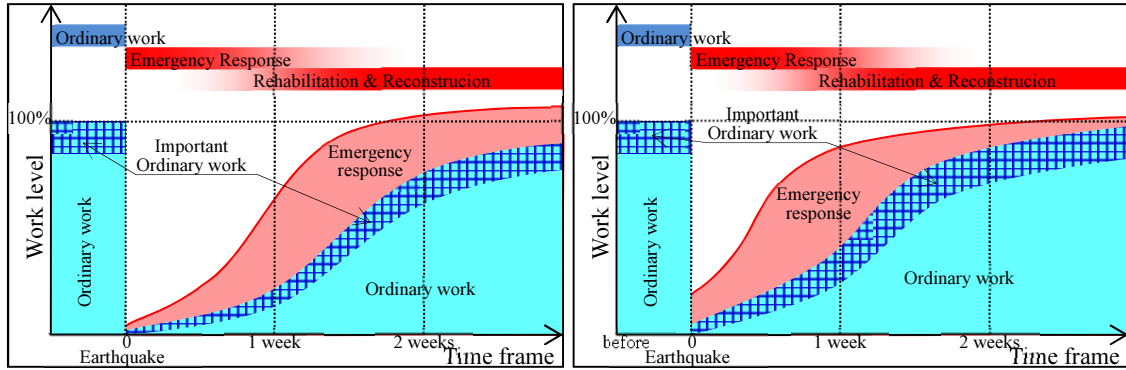 Ordinary work
Emergency Response
Rehabilitation & Reconstrucion
100%
Important
Ordinary work
Emergency
response
Work level
Ordinary work
Ordinary work
0
1 week
2 weeks
Earthquake
Time frame
Ordinary work
Emergency Response
Rehabilitation & Reconstrucion
100%
Important
Ordinary work
Emergency
response
Work level
Ordinary work
Ordinary work
before
0
1 week
2 weeks
Earthquake
Time frame